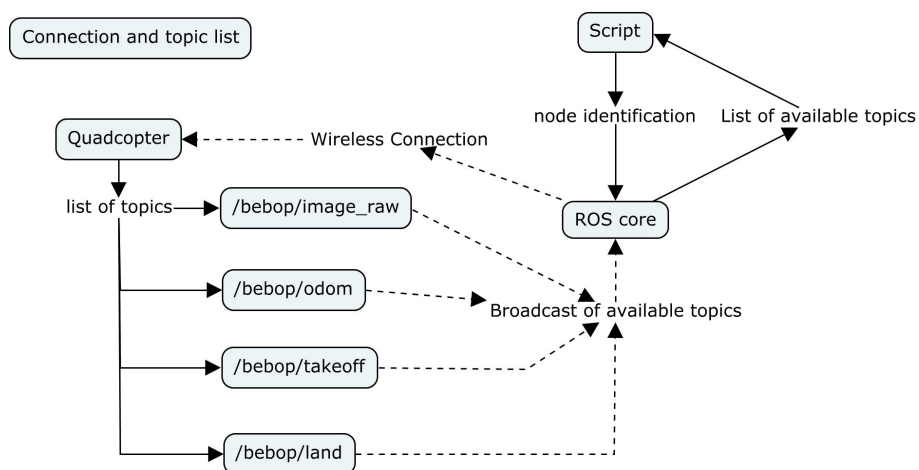 Connection and topic list
Script
node identification
List of available topics
Quadcopter
Wireless Connection
list of topics
/bebop/image_raw
ROS core
/bebop/odom
Broadcast of available topics
/bebop/takeoff
/bebop/land